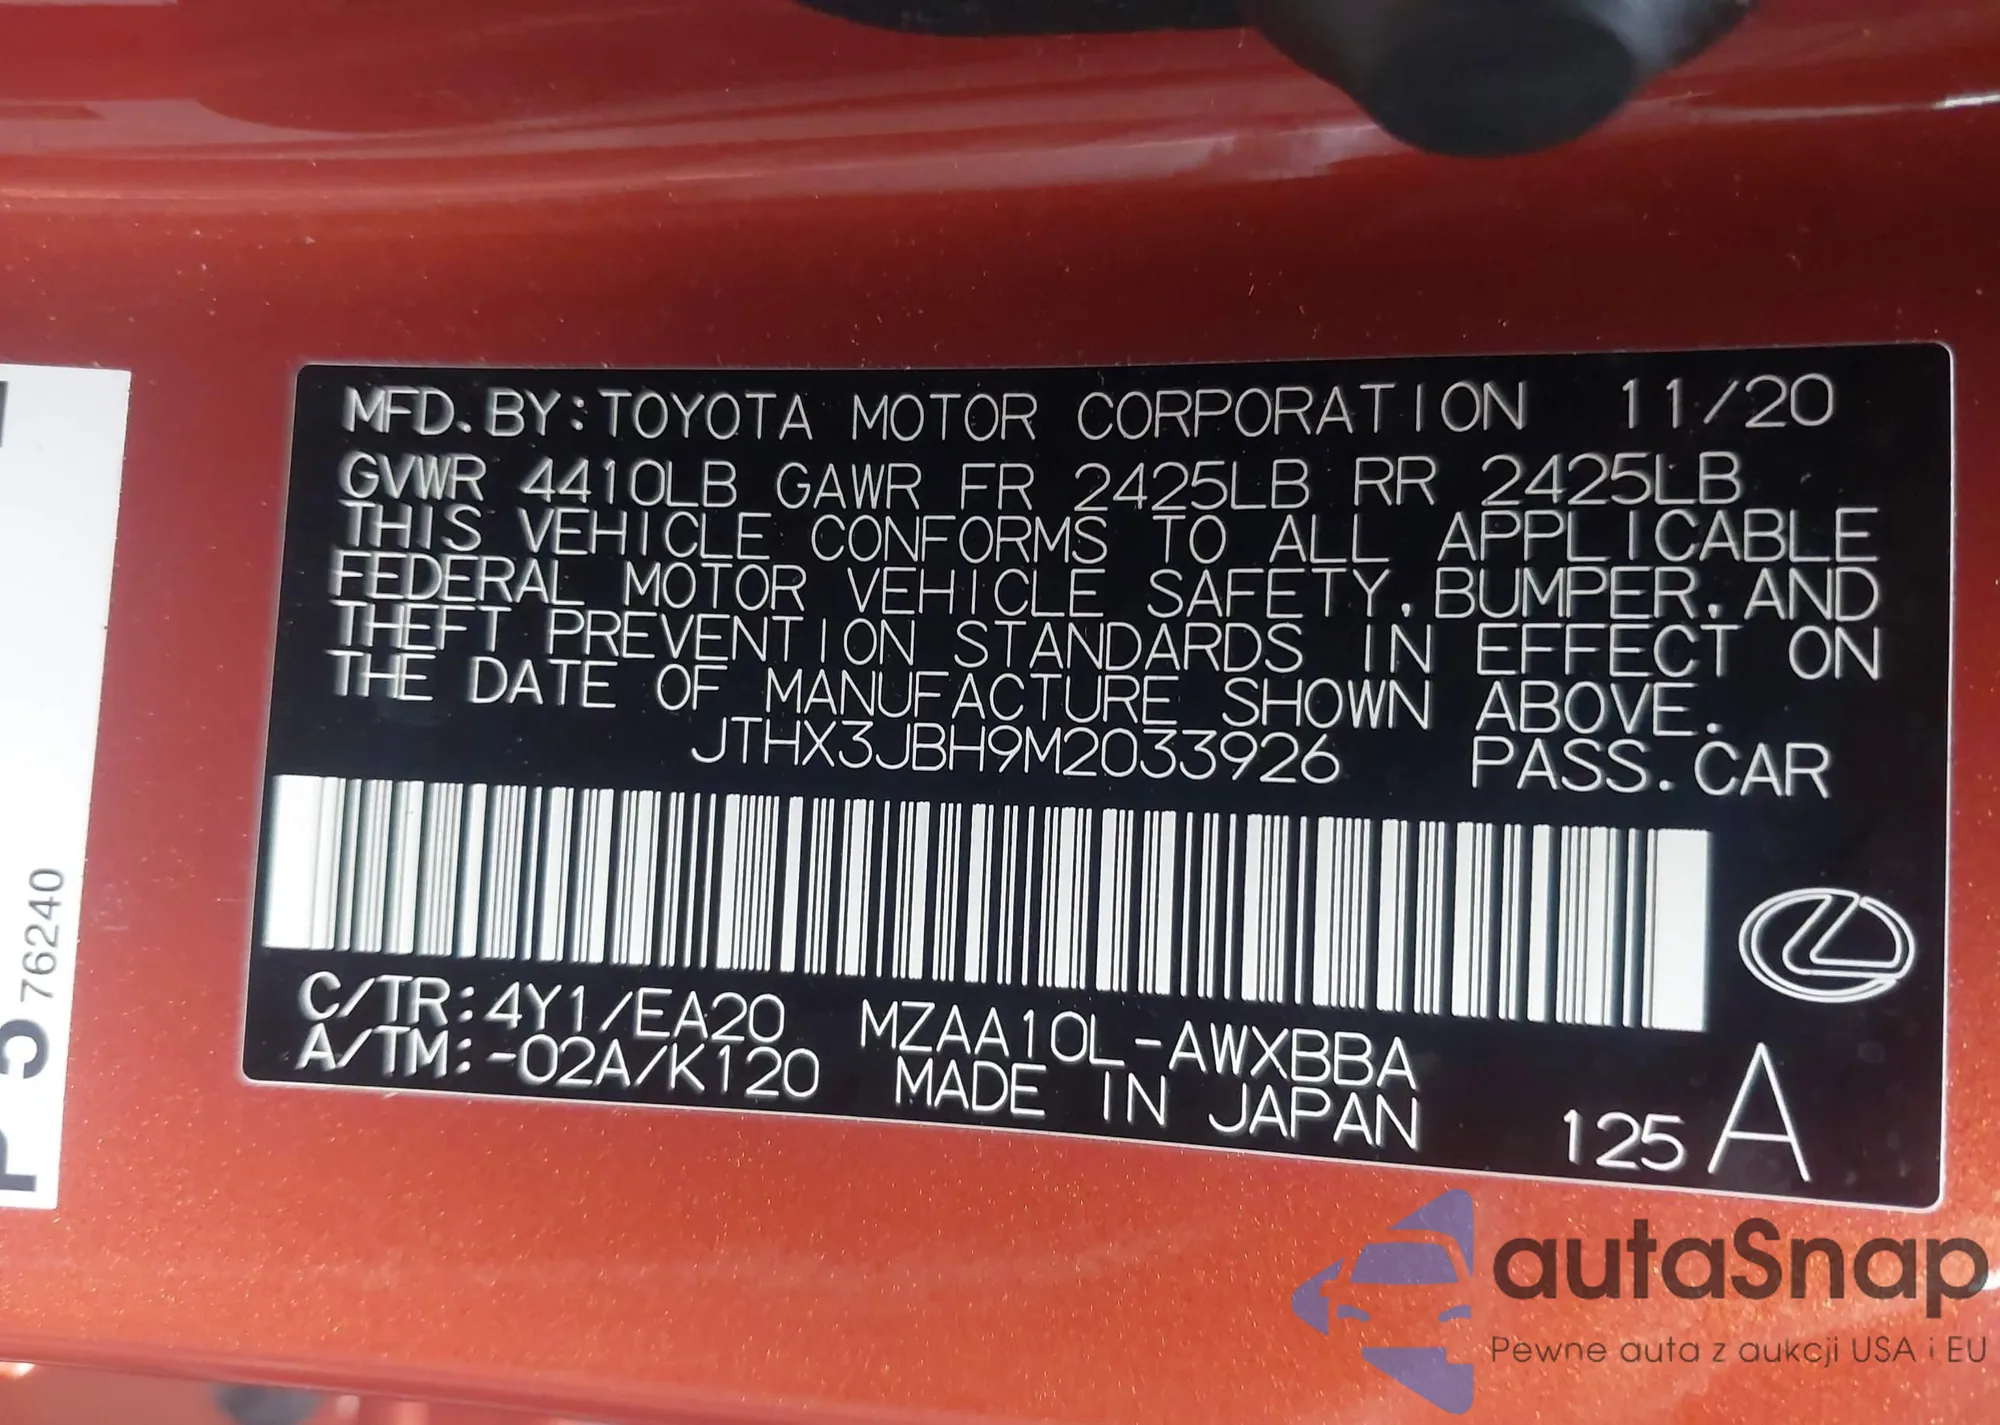 MFD. BY: TOYOTA MOTOR CORPORATION 11/20
GVWR 4410LB GAWR FR 2425LB RR 2425LB
THIS VEHICLE CONFORMS TO ALL APPLICABLE
FEDERAL MOTOR VEHICLE SAFETY, BUMPER, AND
THEFT PREVENTION STANDARDS IN EFFECT ON
THE DATE OF MANUFACTURE SHOWN ABOVE.
JTHX3JBH9M2033926 PASS. CAR
C/TR: 4Y1/EA20 MZAA10L-AWXBBA
A/TM: -02A/K120 MADE IN JAPAN
125 A
76240
autaSnap
Pewne auta z aukcji USA i EU